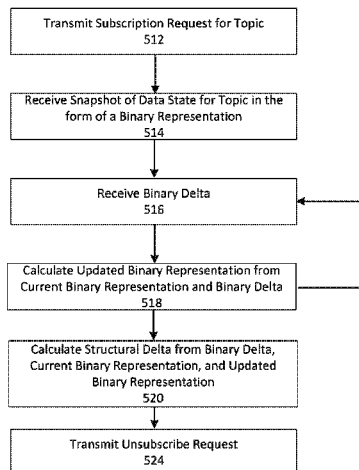 Transmit Subscription Request for Topic
512
Receive Snapshot of Data State for Topic in the
form of a Binary Representation
514
Receive Binary Delta
516
Calculate Updated Binary Representation from
Current Binary Representation and Binary Delta
518
Calculate Structural Delta from Binary Delta,
Current Binary Representation, and Updated
Binary Representation
520
Transmit Unsubscribe Request
524